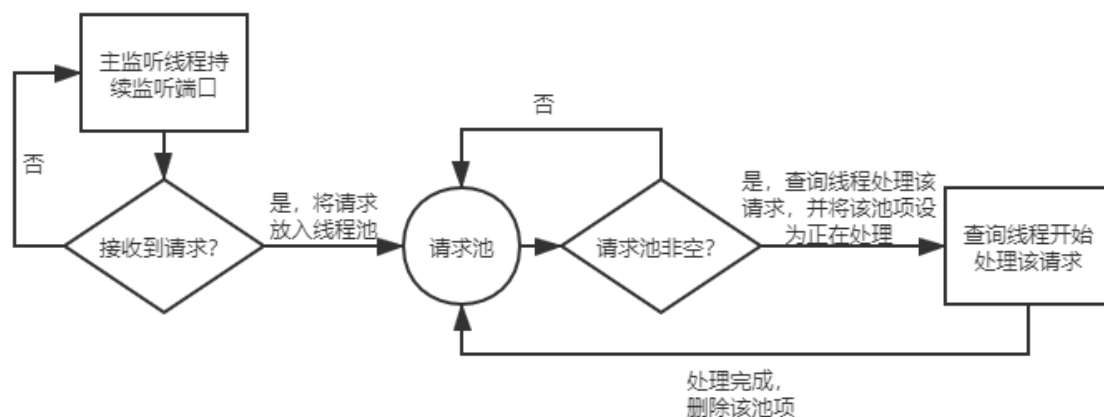 主监听线程持
续监听端口
否
接收到请求?
是，将请求
放入线程池
请求池
否
请求池非空?
是，查询线程处理该
请求，并将该池项设
为正在处理
查询线程开始
处理该请求
处理完成，
删除该池项